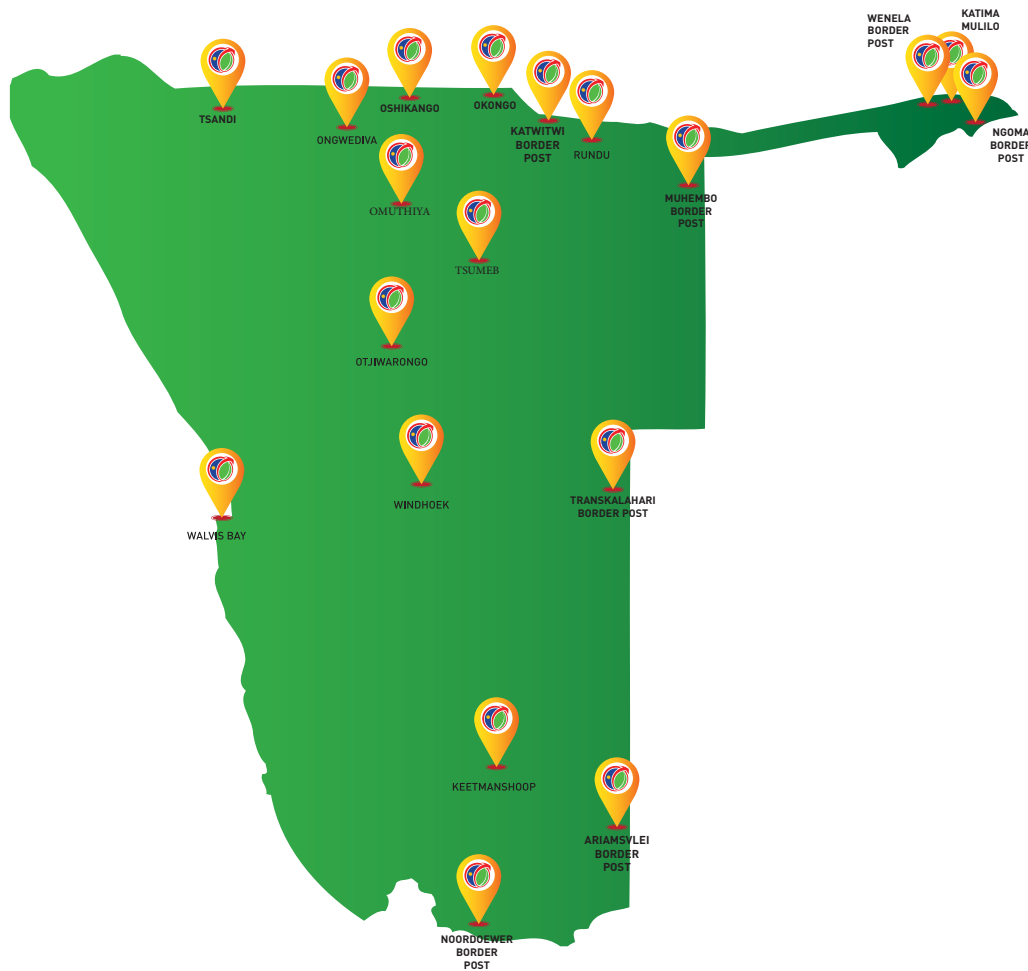 WENELA
BORDER
POST
KATIMA
MULILO
TSANDI
ONGWEDIVA
OSHIKANGO
OKONGO
KATWITWI
BORDER
POST
RUNDU
NGOMA
BORDER
POST
MUHEMBO
BORDER
POST
OMUTHIYA
TSUMEB
OTJIWARONGO
WINDHOEK
TRANSKALAHARI
BORDER POST
WALVIS BAY
KEETMANSHOOP
ARIAMSVLEI
BORDER
POST
NOORDOEWER
BORDER
POST